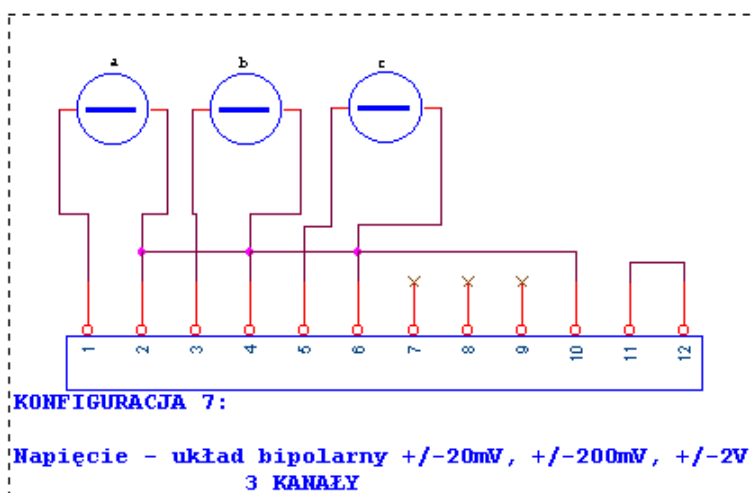 a b c
1 2 3 4 5 6 7 8 9 10 11 12
KONFIGURACJA 7:
Napięcie - układ bipolarny +/-20mV, +/-200mV, +/-2V
3 KANAŁY